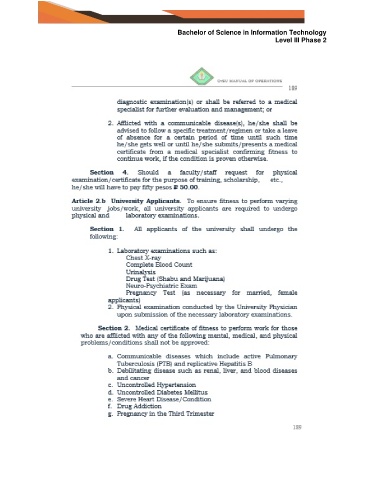 Bachelor of Science in Information Technology
Level III Phase 2
UNIV MANUAL OF OPERATIONS
189
diagnostic examination(s) or shall be referred to a medical
specialist for further evaluation and management; or
2. Afflicted with a communicable disease(s), he/she shall be
advised to follow a specific treatment/regimen or take a leave
of absence for a certain period of time until such time
he/she gets well or until he/she submits/presents a medical
certificate from a medical specialist confirming fitness to
continue work, if the condition is proven otherwise.
Section 4. Should a faculty/staff request for physical
examination/certificate for the purpose of training, scholarship, etc.,
he/she will have to pay fifty pesos ₱ 50.00.
Article 2.b University Applicants. To ensure fitness to perform varying
university jobs/work, all university applicants are required to undergo
physical and laboratory examinations.
Section 1. All applicants of the university shall undergo the
following:
1. Laboratory examinations such as:
Chest X-ray
Complete Blood Count
Urinalysis
Drug Test (Shabu and Marijuana)
Neuro-Psychiatric Exam
Pregnancy Test (as necessary for married, female
applicants)
2. Physical examination conducted by the University Physician
upon submission of the necessary laboratory examinations.
Section 2. Medical certificate of fitness to perform work for those
who are afflicted with any of the following mental, medical, and physical
problems/conditions shall not be approved:
a. Communicable diseases which include active Pulmonary
Tuberculosis (PTB) and replicative Hepatitis B
b. Debilitating disease such as renal, liver, and blood diseases
and cancer
c. Uncontrolled Hypertension
d. Uncontrolled Diabetes Mellitus
e. Severe Heart Disease/Condition
f. Drug Addiction
g. Pregnancy in the Third Trimester
189